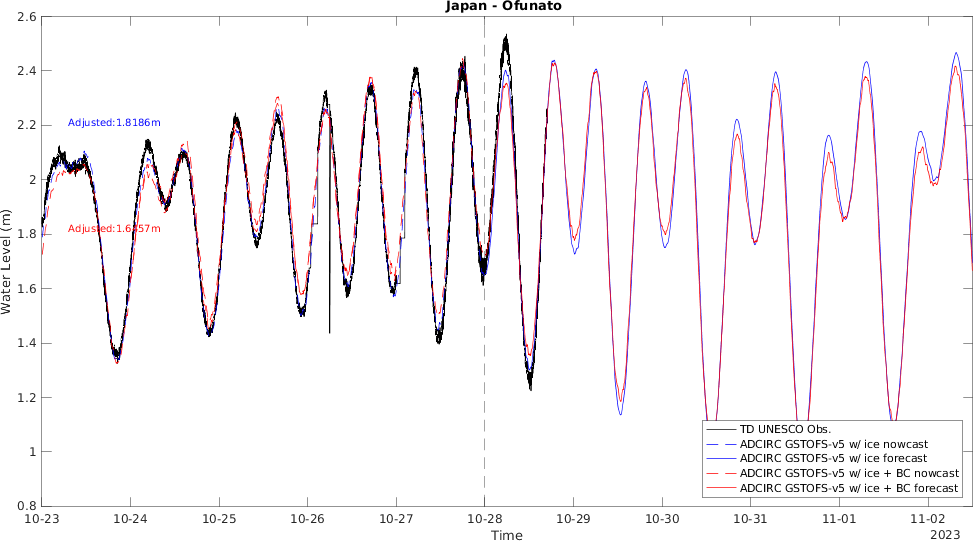 Japan - Ofunato
2.6
2.4
2.2
2
1.8
1.6
1.4
1.2
1
0.8
Water Level (m)
Adjusted:1.8186m
Adjusted:1.6357m
TD UNESCO Obs.
ADCIRC GSTOFS-v5 w/ ice nowcast
ADCIRC GSTOFS-v5 w/ ice forecast
ADCIRC GSTOFS-v5 w/ ice + BC nowcast
ADCIRC GSTOFS-v5 w/ ice + BC forecast
10-23 10-24 10-25 10-26 10-27 10-28 10-29 10-30 10-31 11-01 11-02
Time
2023